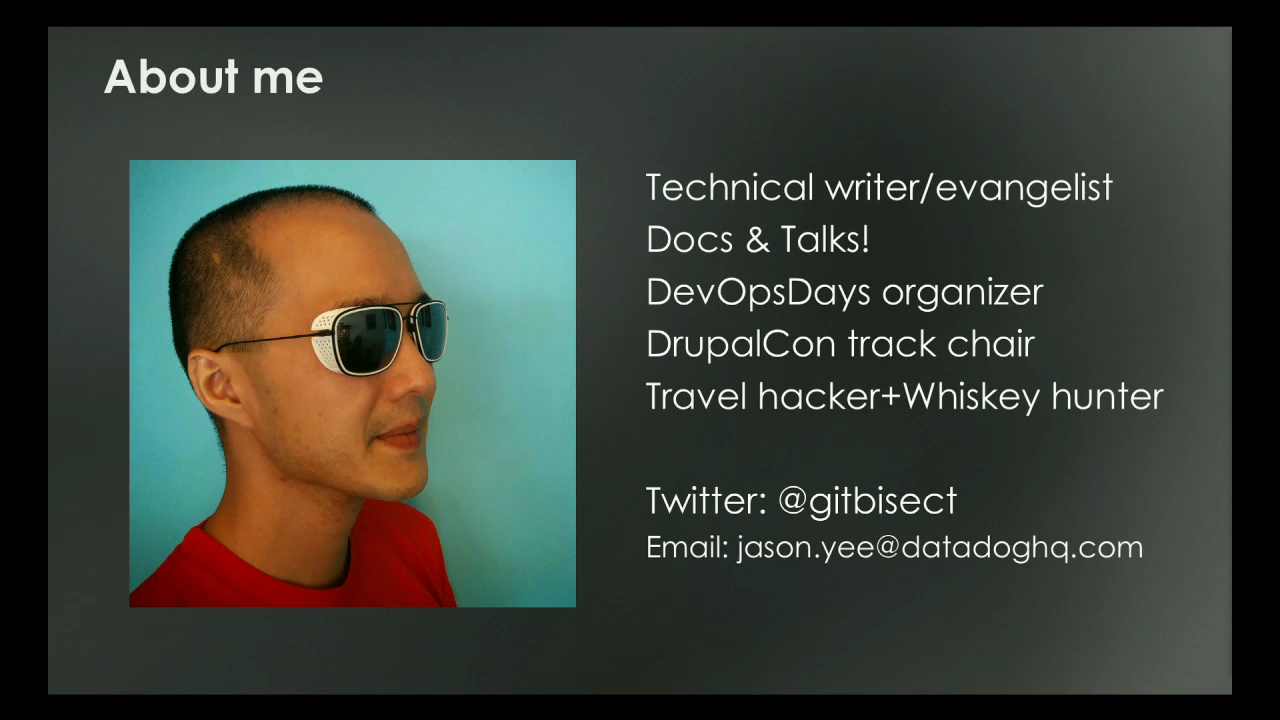 About me
Technical writer/evangelist
Docs & Talks!
DevOpsDays organizer
DrupalCon track chair
Travel hacker+Whiskey hunter
Twitter: @gitbisect
Email: jason.yee@datadoghq.com